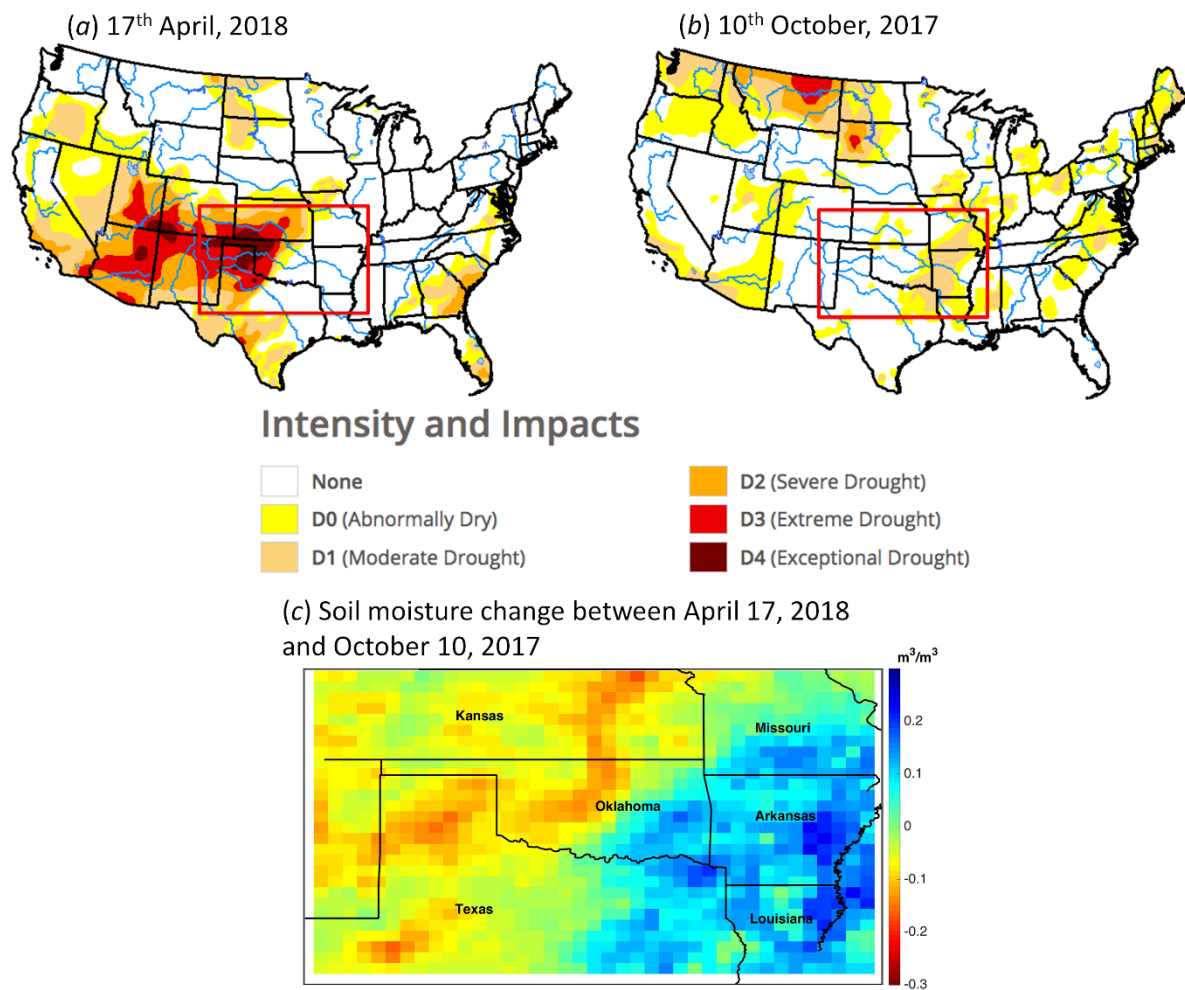 (a) 17th April, 2018
(b) 10th October, 2017
Intensity and Impacts
None
D0 (Abnormally Dry)
D1 (Moderate Drought)
D2 (Severe Drought)
D3 (Extreme Drought)
D4 (Exceptional Drought)
(c) Soil moisture change between April 17, 2018
and October 10, 2017
m³/m³
Kansas
Missouri
Oklahoma
Arkansas
Texas
Louisiana
0.2
0.1
0
-0.1
-0.2
-0.3